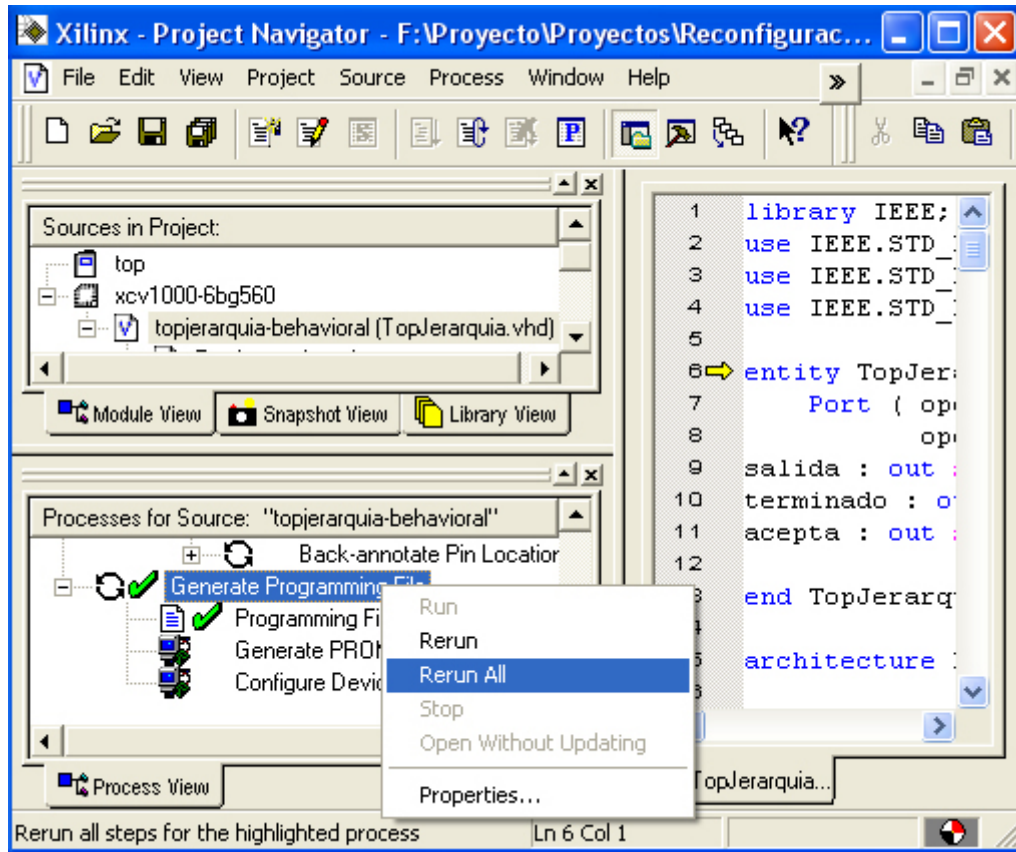 Xilinx - Project Navigator - F:\Proyecto\Proyectos\Reconfigurac...
File Edit View Project Source Process Window Help »
Sources in Project:
top
xcv1000-6bg560
topjerarquia-behavioral (TopJerarquia.vhd)
Module View Snapshot View Library View
Processes for Source: "topjerarquia-behavioral"
Back-annotate Pin Location
Generate Programming File
Programming Fi
Generate PROM
Configure Devic
Process View
Run
Rerun
Rerun All
Stop
Open Without Updating
Properties...
1 library IEEE;
2 use IEEE.STD_
3 use IEEE.STD_
4 use IEEE.STD_
5
6 entity TopJer
7 Port ( op
8 op
9 salida : out
10 terminado : o
11 acepta : out
12
3 end TopJerarq
4
5 architecture
6
TopJerarquia...
Rerun all steps for the highlighted process Ln 6 Col 1